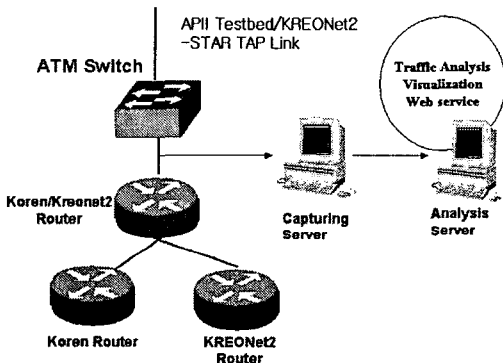 APII Testbed/KREONet2
-STAR TAP Link
ATM Switch
Traffic Analysis
Visualization
Web service
Koren/Kreonet2
Router
Capturing
Server
Analysis
Server
Koren Router
KREONet2
Router